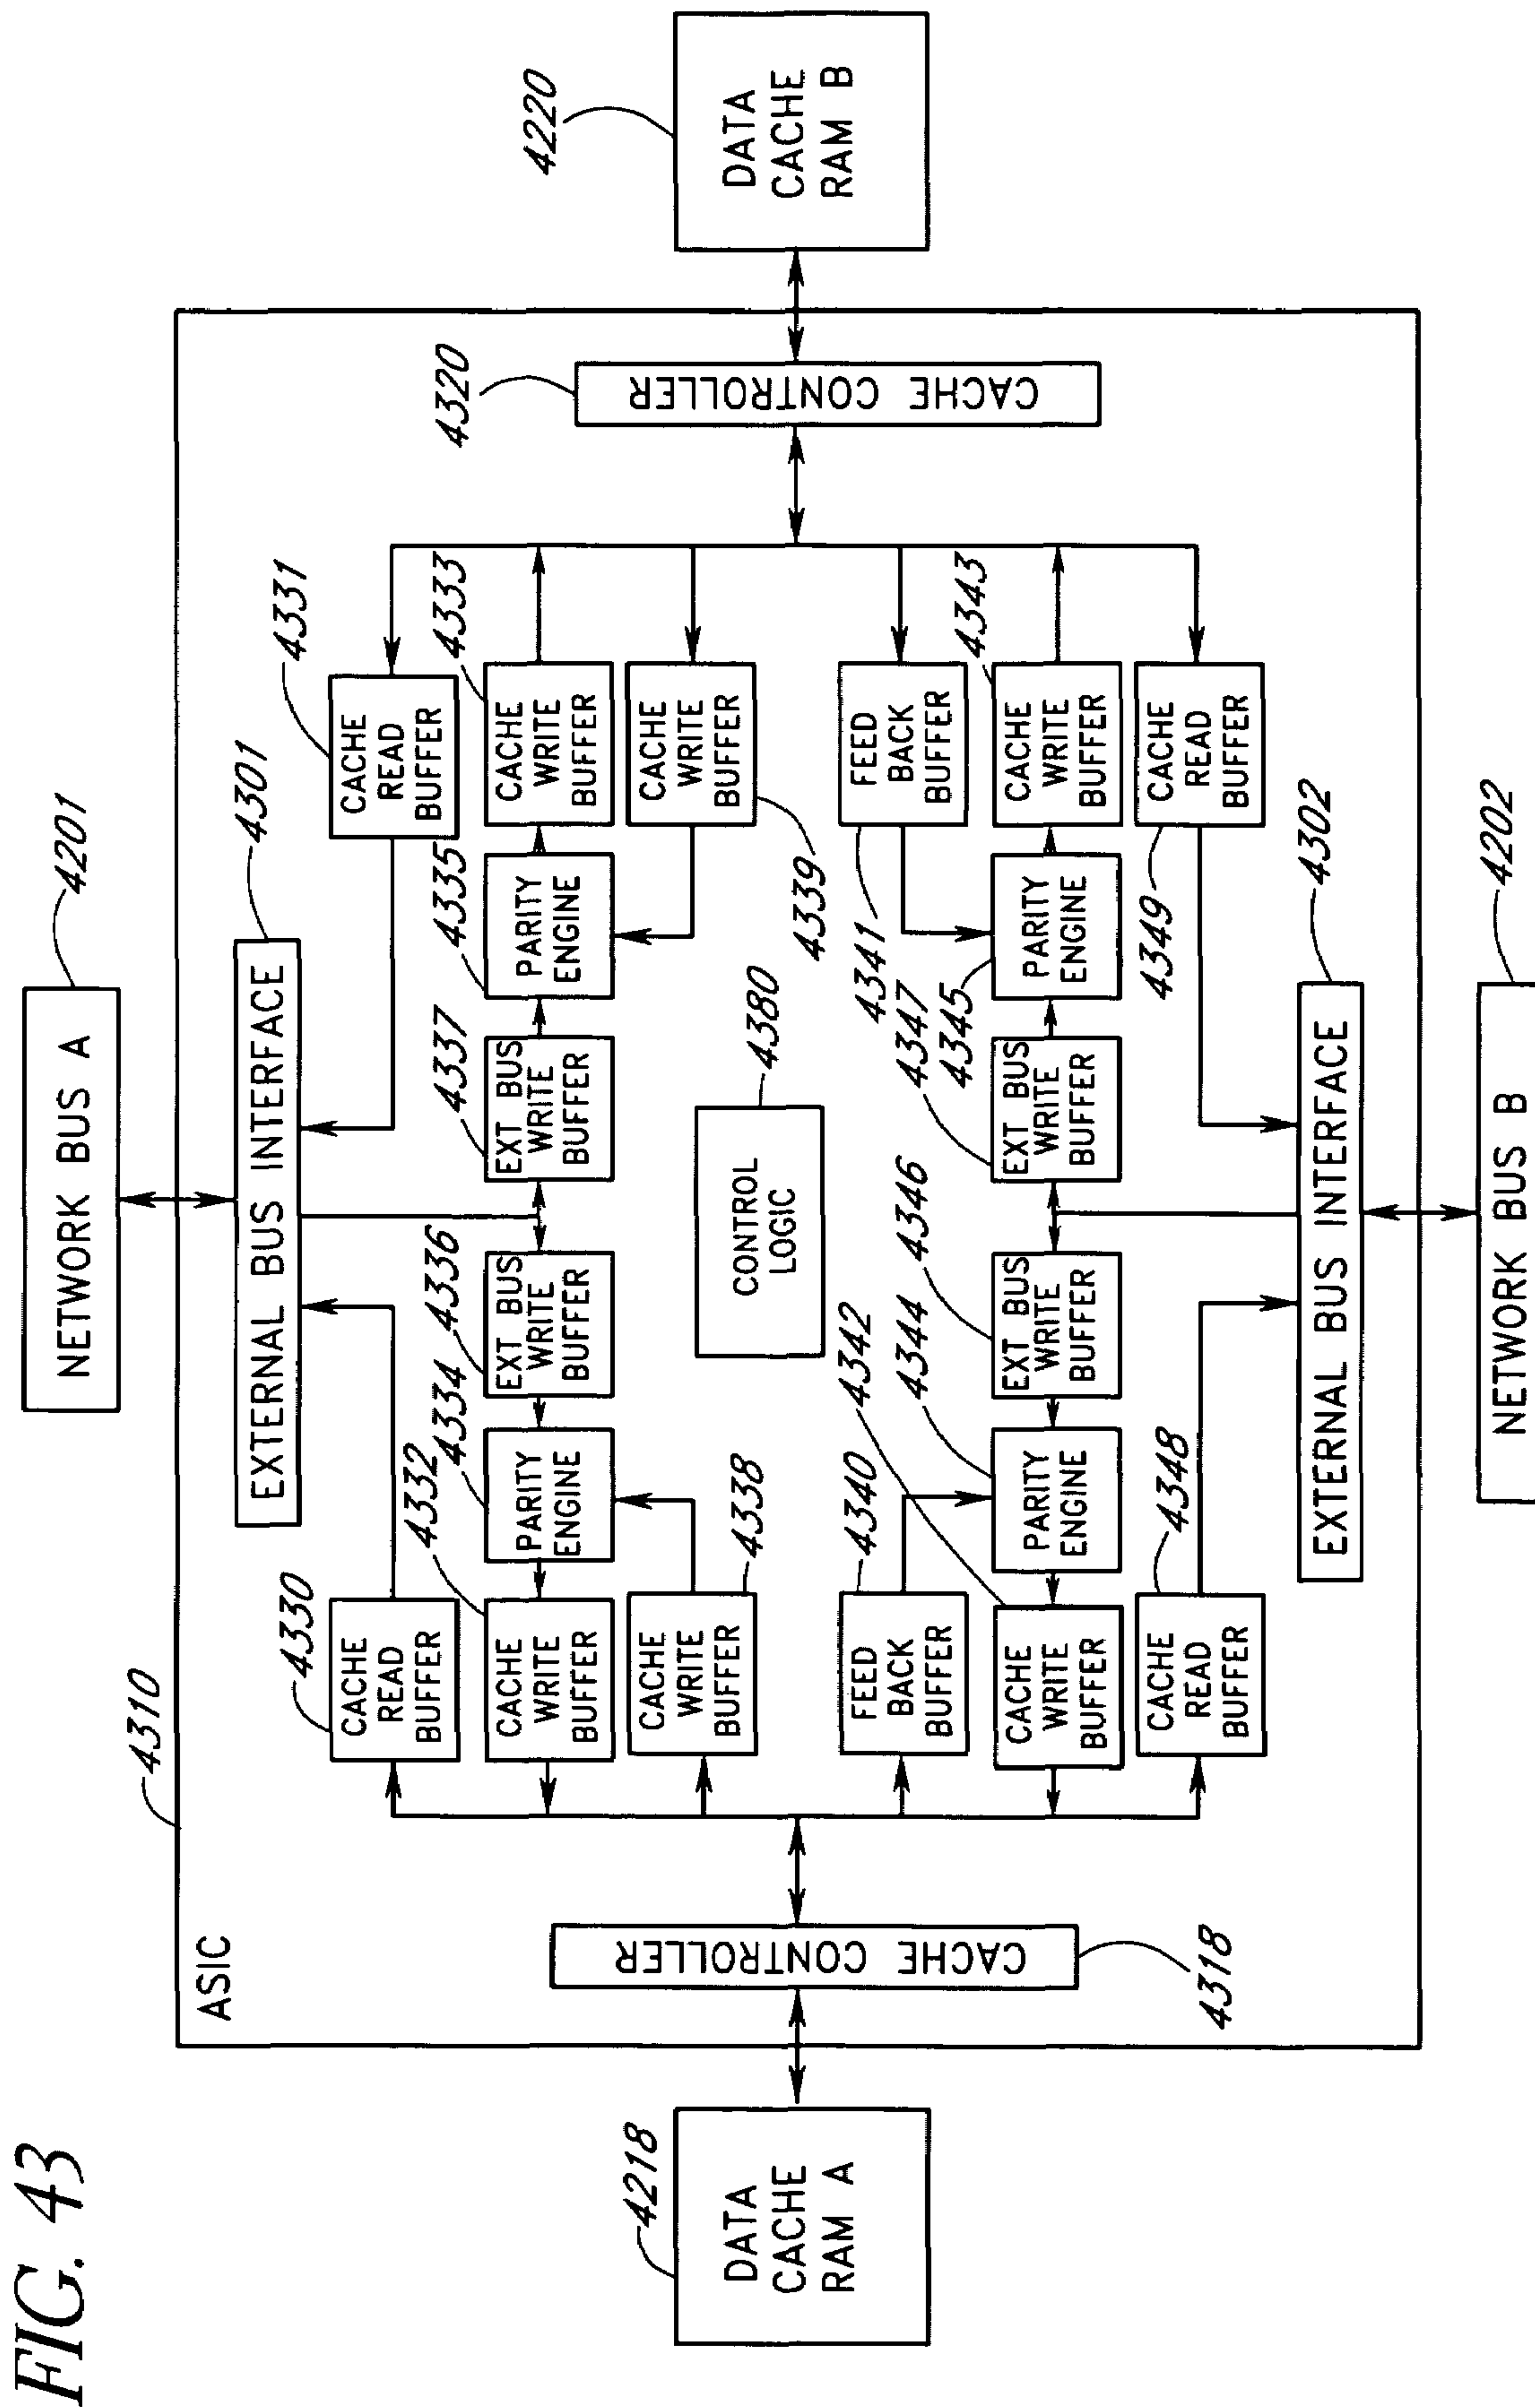 FIG. 43
NETWORK BUS A
4201
4310
ASIC
EXTERNAL BUS INTERFACE
4301
4330
CACHE
READ
BUFFER
CACHE
READ
BUFFER
4331
4332
4334
4336
4337
4335
4333
CACHE
WRITE
BUFFER
PARITY
ENGINE
EXT BUS
WRITE
BUFFER
EXT BUS
WRITE
BUFFER
PARITY
ENGINE
CACHE
WRITE
BUFFER
CACHE
WRITE
BUFFER
4338
CACHE
WRITE
BUFFER
4339
4218
DATA
CACHE
RAM A
CACHE CONTROLLER
4318
CONTROL
LOGIC
4380
4320
CACHE CONTROLLER
4220
DATA
CACHE
RAM B
FEED
BACK
BUFFER
4340
4342
4344
4346
4347
4345
4341
FEED
BACK
BUFFER
4343
CACHE
WRITE
BUFFER
PARITY
ENGINE
EXT BUS
WRITE
BUFFER
EXT BUS
WRITE
BUFFER
PARITY
ENGINE
CACHE
WRITE
BUFFER
CACHE
READ
BUFFER
4348
4349
CACHE
READ
BUFFER
EXTERNAL BUS INTERFACE
4302
NETWORK BUS B
4202